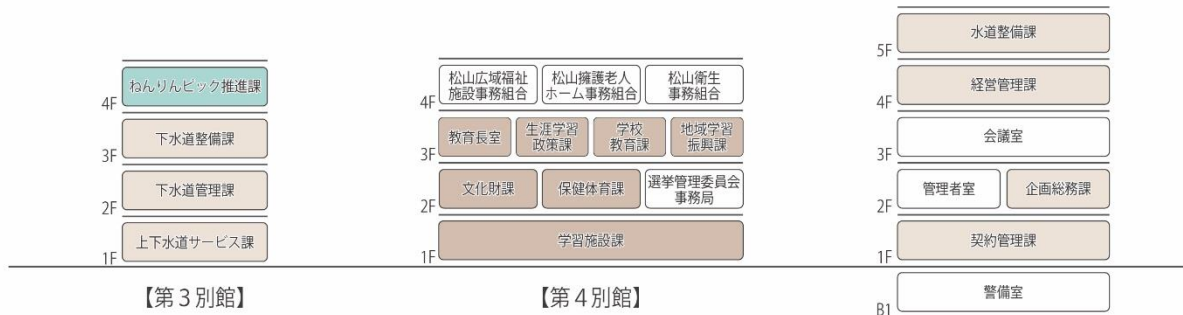 ねんりんピック推進課
4F
下水道整備課
3F
下水道管理課
2F
上下水道サービス課
1F
【第3別館】
松山広域福祉
施設事務組合
松山擁護老人
ホーム事務組合
松山衛生
事務組合
4F
教育長室
生涯学習
政策課
学校
教育課
地域学習
振興課
3F
文化財課
保健体育課
選挙管理委員会
事務局
2F
学習施設課
1F
【第4別館】
水道整備課
5F
経営管理課
4F
会議室
3F
管理者室
企画総務課
2F
契約管理課
1F
警備室
B1